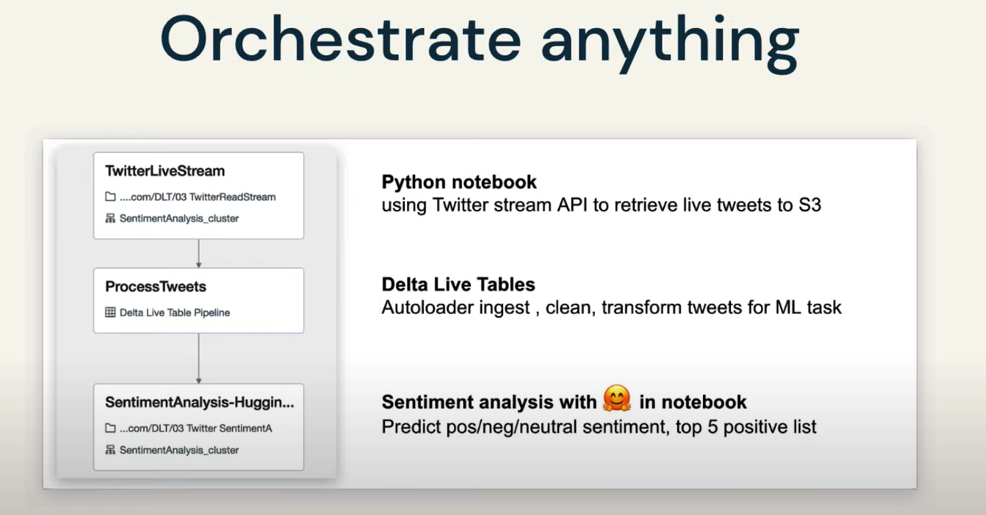 Orchestrate anything
TwitterLiveStream
....com/DLT/03 TwitterReadStream
SentimentAnalysis_cluster
Python notebook
using Twitter stream API to retrieve live tweets to S3
ProcessTweets
Delta Live Table Pipeline
Delta Live Tables
Autoloader ingest , clean, transform tweets for ML task
SentimentAnalysis-Huggin...
...com/DLT/03 Twitter SentimentA
SentimentAnalysis_cluster
Sentiment analysis with 🤗 in notebook
Predict pos/neg/neutral sentiment, top 5 positive list